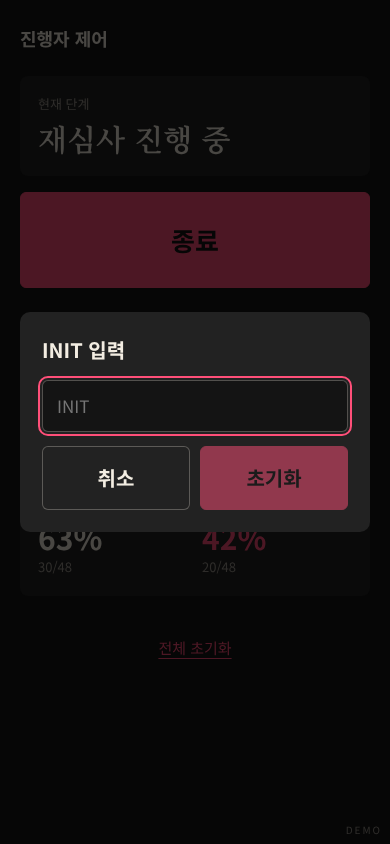 진행자 제어
현재 단계
재심사 진행 중
종료
INIT 입력
INIT
취소 초기화
63% 42%
30/48 20/48
전체 초기화
DEMO